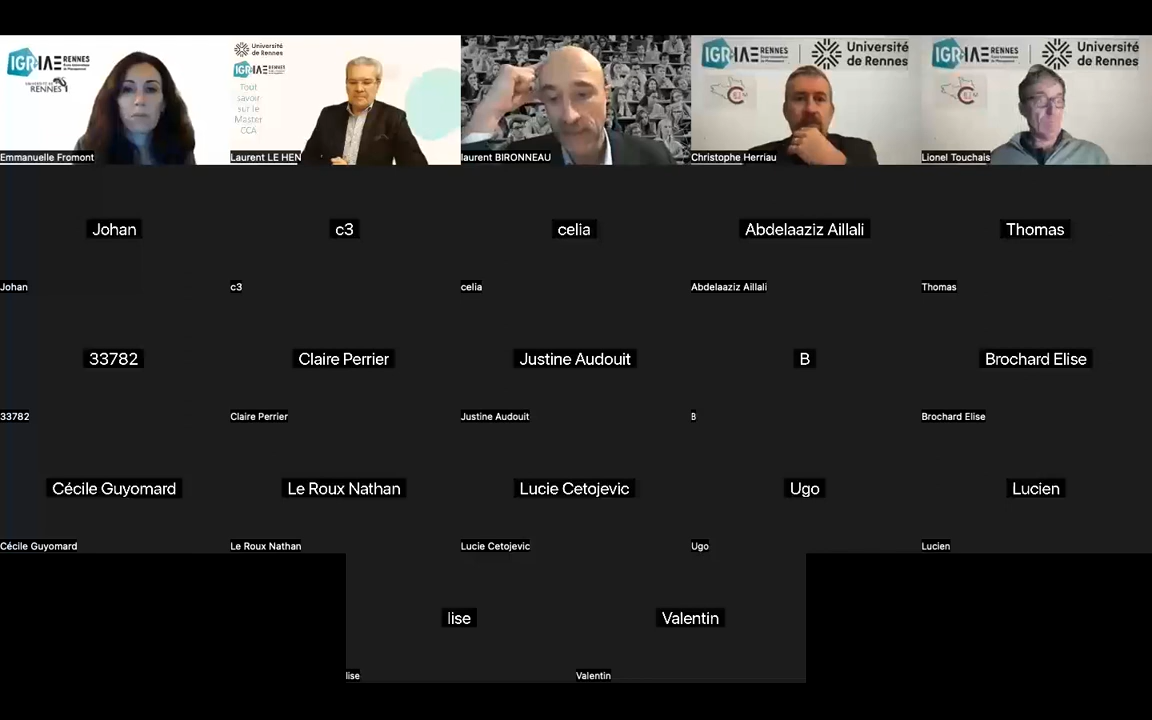 IGR-IAE RENNES
UNIVERSITÉ DE
RENNES
Emmanuelle Fromont
Université
de Rennes
IGR-IAE RENNES
Tout
savoir
sur le
Master
CCA
Laurent LE HEN
laurent BIRONNEAU
IGR-IAE RENNES
Université
de Rennes
Christophe Herriau
IGR-IAE RENNES
Université
de Rennes
Lionel Touchais
Johan
c3
celia
Abdelaaziz Aillali
Thomas
Johan
c3
celia
Abdelaaziz Aillali
Thomas
33782
Claire Perrier
Justine Audouit
B
Brochard Elise
33782
Claire Perrier
Justine Audouit
B
Brochard Elise
Cécile Guyomard
Le Roux Nathan
Lucie Cetojevic
Ugo
Lucien
Cécile Guyomard
Le Roux Nathan
Lucie Cetojevic
Ugo
Lucien
lise
Valentin
lise
Valentin